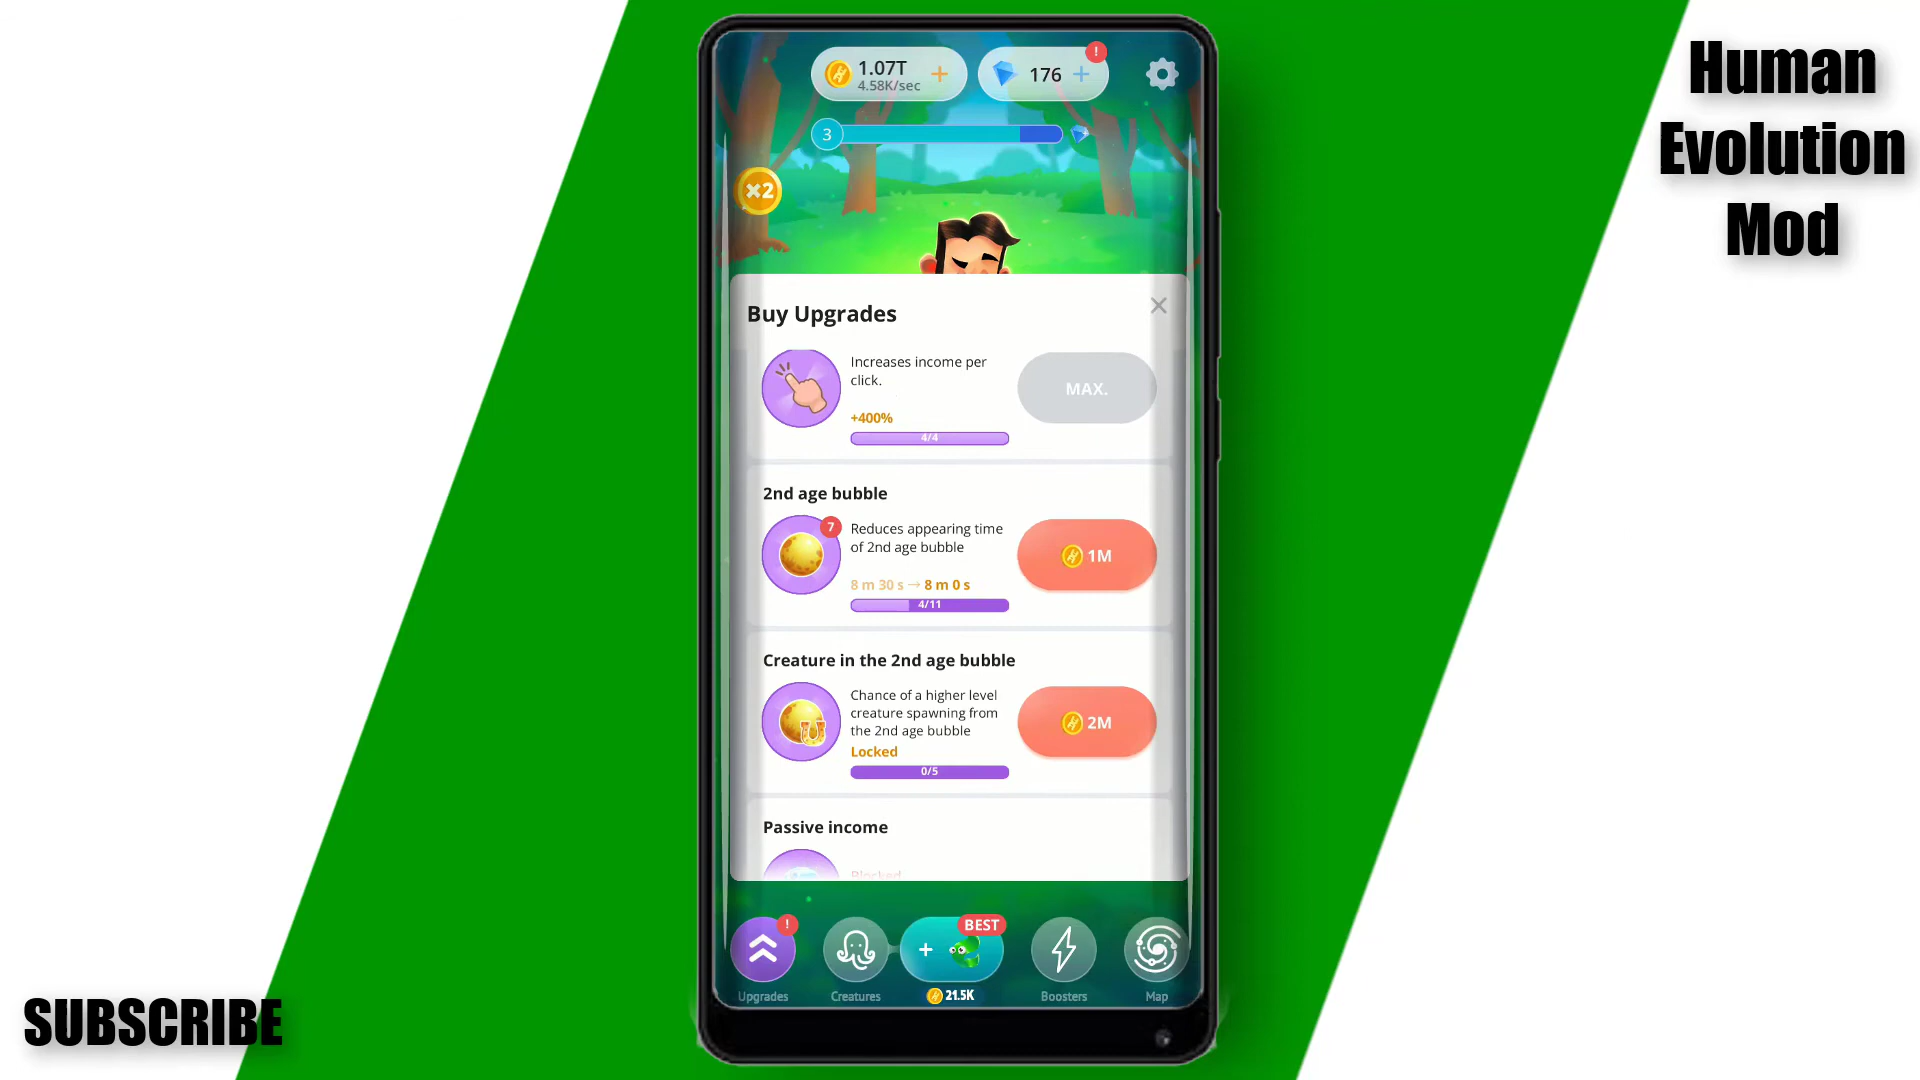 Human
Evolution
Mod
1.07T
4.58K/sec
176
!
3
×2
Buy Upgrades
Increases income per
click.
+400%
4/4
MAX.
2nd age bubble
7
Reduces appearing time
of 2nd age bubble
8 m 30 s → 8 m 0 s
4/11
1M
Creature in the 2nd age bubble
Chance of a higher level
creature spawning from
the 2nd age bubble
Locked
0/5
2M
Passive income
Blocked
!
BEST
+
Upgrades
Creatures
21.5K
Boosters
Map
SUBSCRIBE